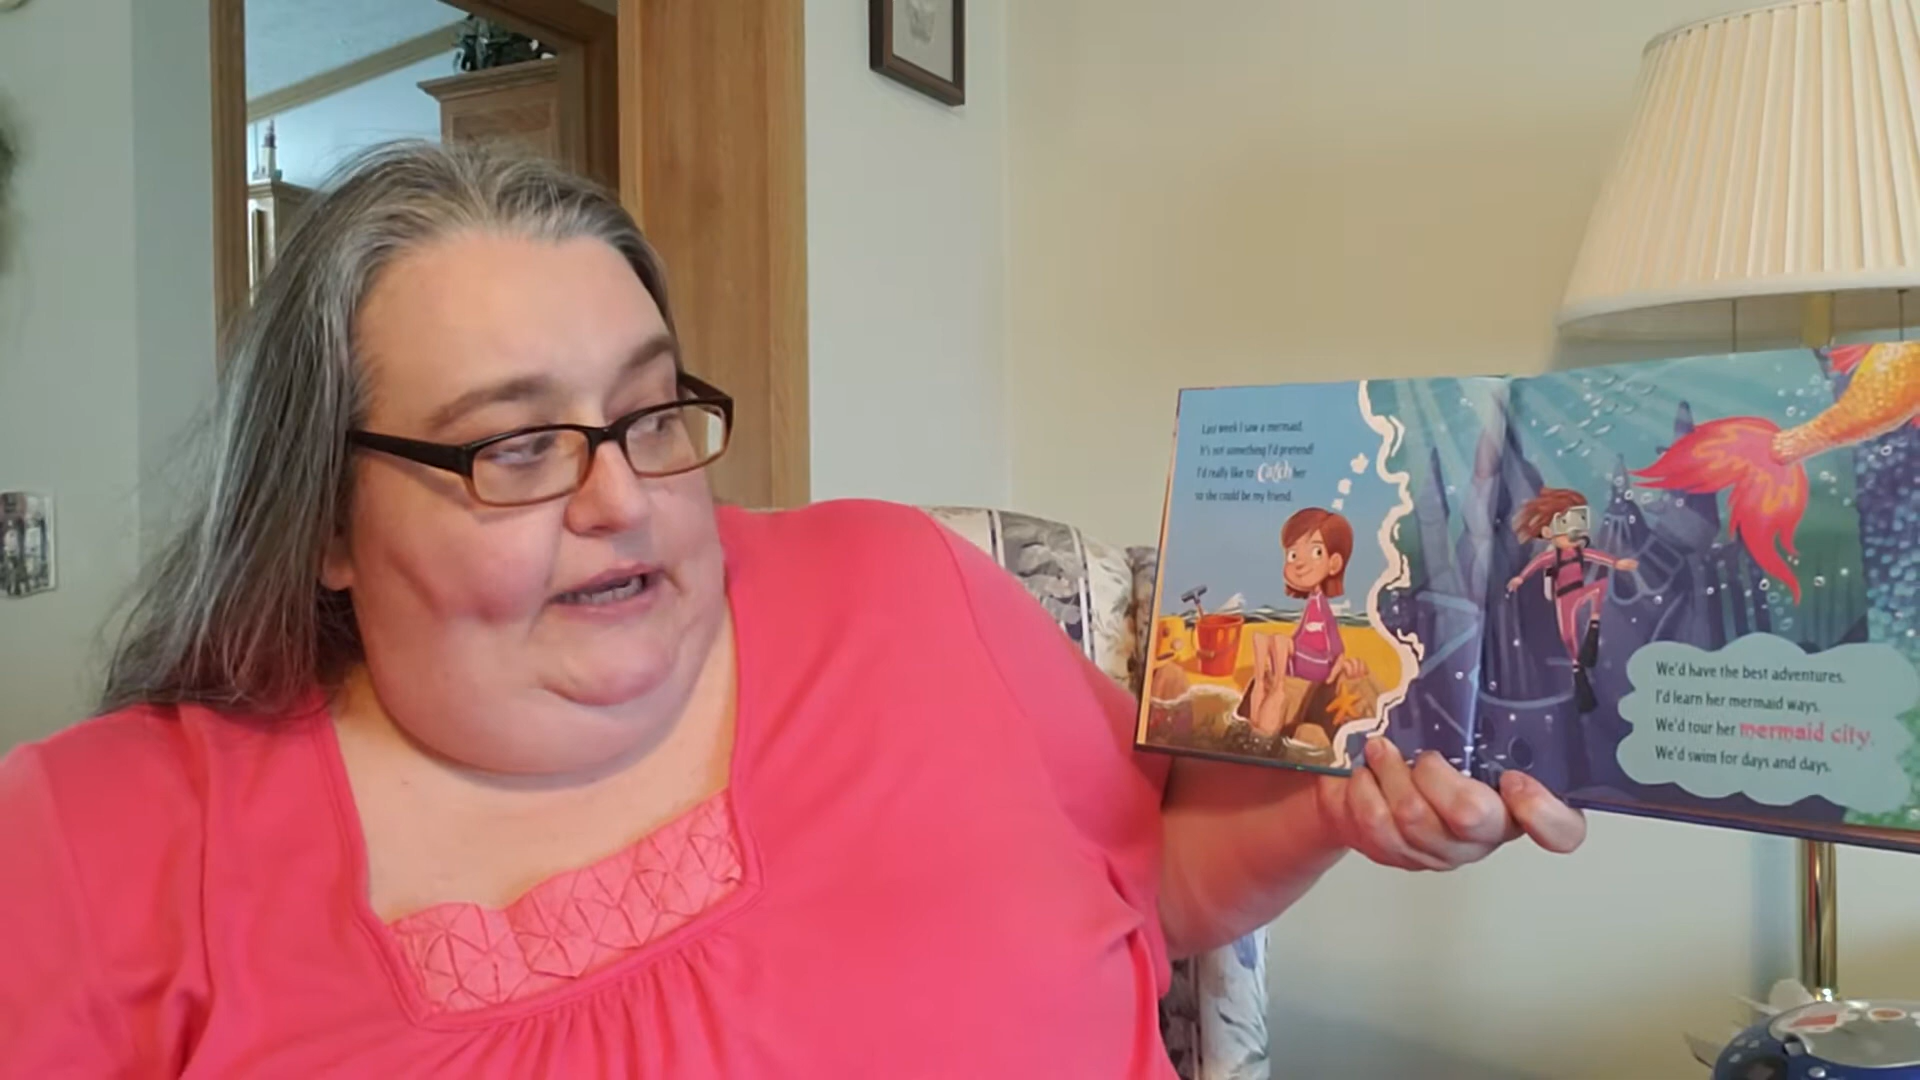 Last week I saw a mermaid.
It's not something I'd pretend!
I'd really like to Catch her
so she could be my friend.
We'd have the best adventures.
I'd learn her mermaid ways.
We'd tour her mermaid city.
We'd swim for days and days.